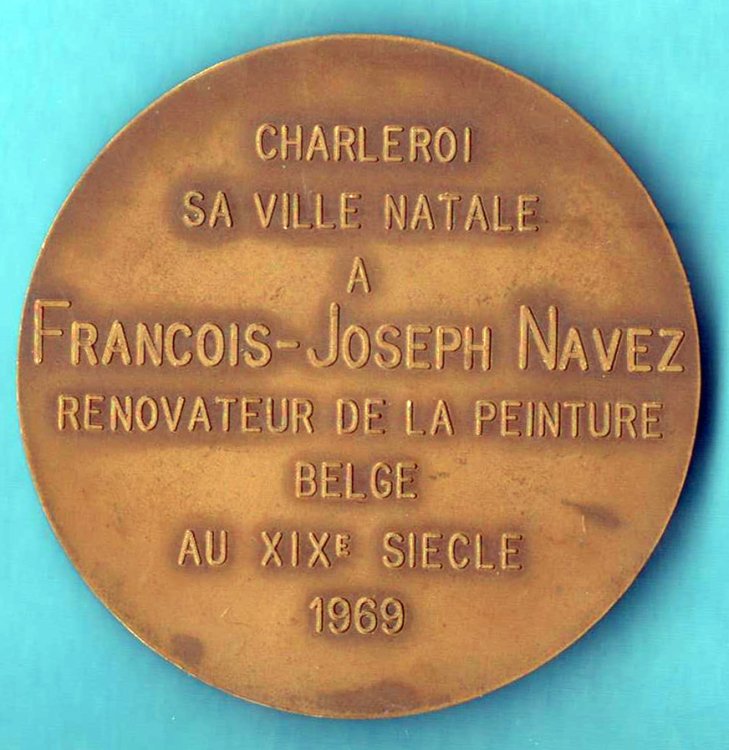 CHARLEROI
SA VILLE NATALE
A
FRANCOIS-JOSEPH NAVEZ
RENOVATEUR DE LA PEINTURE
BELGE
AU XIXE SIECLE
1969